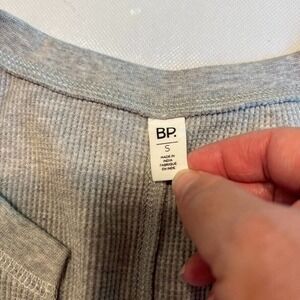 BP.
S
MADE IN
INDIA
FABRIQUÉ
EN INDE